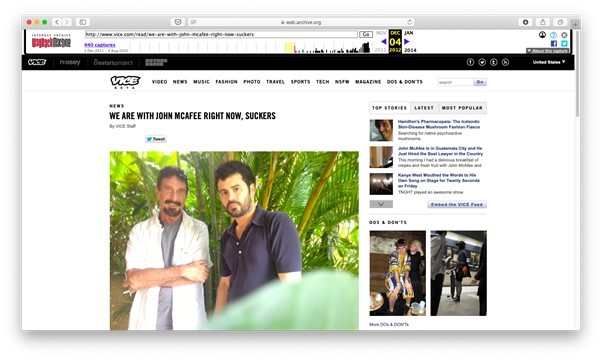 web.archive.org
INTERNET ARCHIVE
WayBackMachine
http://www.vice.com/read/we-are-with-john-mcafee-right-now-suckers
Go
NOV DEC JAN
04
2011 2012 2014
440 captures
About this capture
VICE
noisey
the creators project
United States
VICE
BETA
VIDEO NEWS MUSIC FASHION PHOTO TRAVEL SPORTS TECH NSFW MAGAZINE DOS & DON'TS
search
Go
NEWS
WE ARE WITH JOHN MCAFEE RIGHT NOW, SUCKERS
By VICE Staff
Tweet
TOP STORIES LATEST MOST POPULAR
Hamilton's Pharmacopeia: The Icelandic
Skin-Disease Mushroom Fashion Fiasco
Searching for native psychoactive
mushrooms.
John McAfee Is in Guatemala City and He
Just Hired the Best Lawyer in the Country
This morning I had a delicious breakfast of
crepes and fresh fruit with John McAfee and
Kanye West Mouthed the Words to His
Own Song on Stage for Twenty Seconds
on Friday
TNGHT played an awesome show.
Embed the VICE Feed
DOS & DON'TS
More DOs & DON'Ts